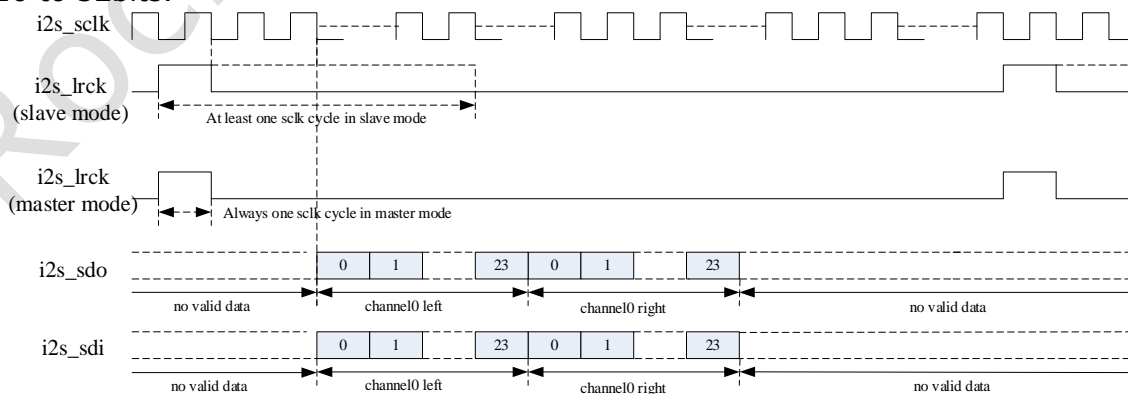 i2s_sclk
i2s_lrck
(slave mode)
At least one sclk cycle in slave mode
i2s_lrck
(master mode)
Always one sclk cycle in master mode
i2s_sdo
0 1 23 0 1 23
no valid data channel0 left channel0 right no valid data
i2s_sdi
0 1 23 0 1 23
no valid data channel0 left channel0 right no valid data